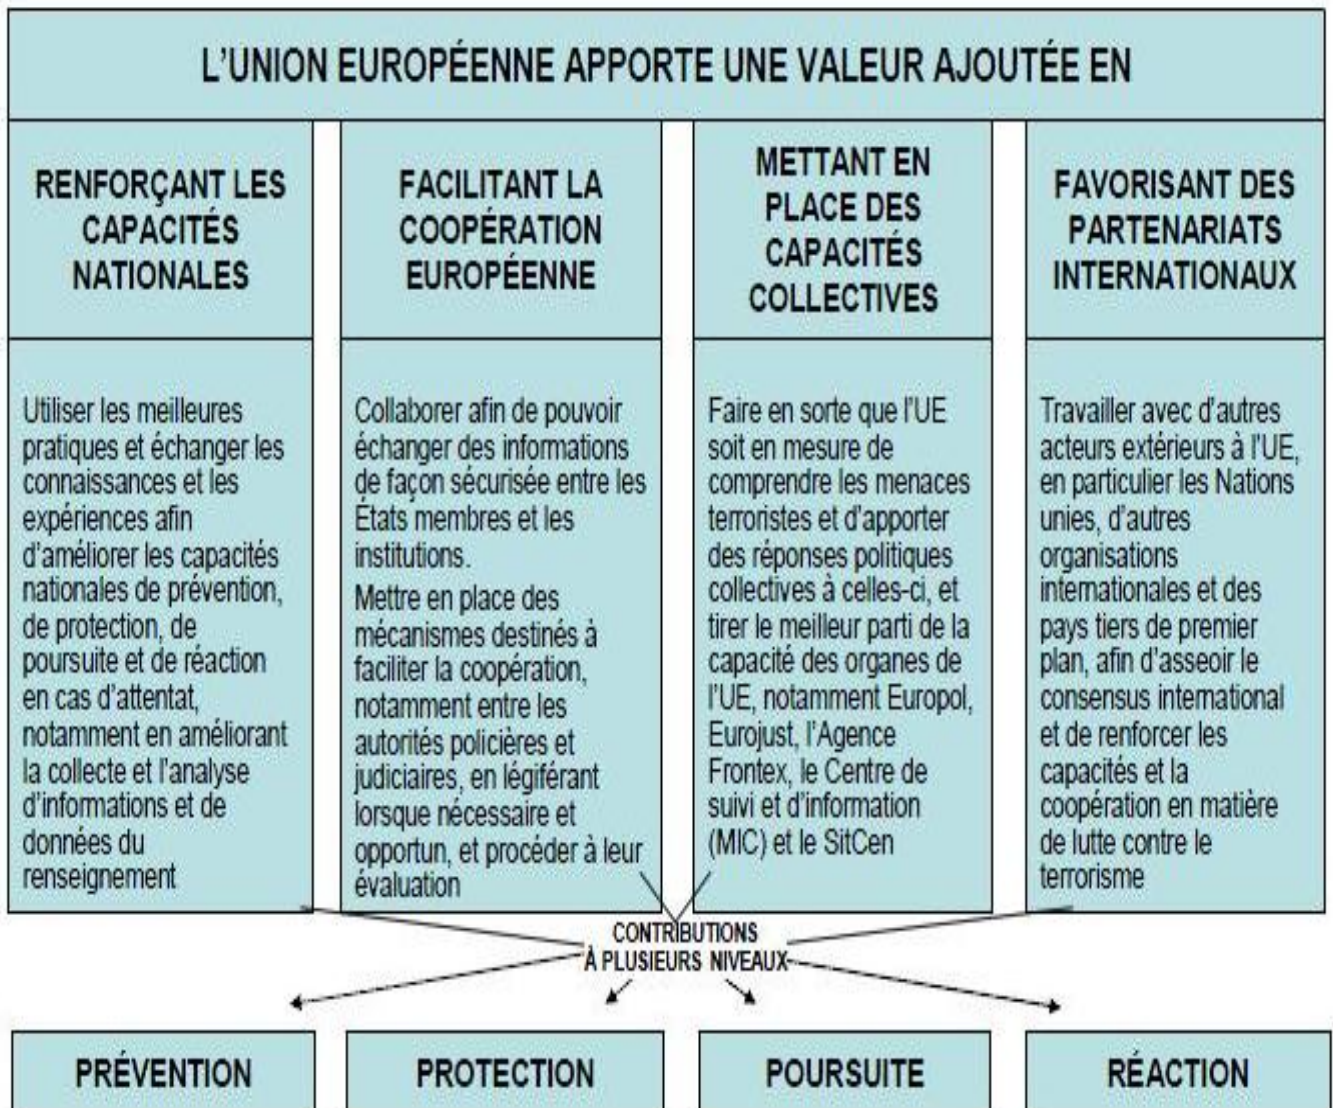 L'UNION EUROPÉENNE APPORTE UNE VALEUR AJOUTÉE EN
RENFORÇANT LES
CAPACITÉS
NATIONALES
Utiliser les meilleures
pratiques et échanger les
connaissances et les
expériences afin
d'améliorer les capacités
nationales de prévention,
de protection, de
poursuite et de réaction
en cas d'attentat,
notamment en améliorant
la collecte et l'analyse
d'informations et de
données du
renseignement
FACILITANT LA
COOPÉRATION
EUROPÉENNE
Collaborer afin de pouvoir
échanger des informations
de façon sécurisée entre les
États membres et les
institutions.
Mettre en place des
mécanismes destinés à
faciliter la coopération,
notamment entre les
autorités policières et
judiciaires, en légiférant
lorsque nécessaire et
opportun, et procéder à leur
évaluation
METTANT EN
PLACE DES
CAPACITÉS
COLLECTIVES
Faire en sorte que l'UE
soit en mesure de
comprendre les menaces
terroristes et d'apporter
des réponses politiques
collectives à celles-ci, et
tirer le meilleur parti de la
capacité des organes de
l'UE, notamment Europol,
Eurojust, l'Agence
Frontex, le Centre de
suivi et d'information
(MIC) et le SitCen
FAVORISANT DES
PARTENARIATS
INTERNATIONAUX
Travailler avec d'autres
acteurs extérieurs à l'UE,
en particulier les Nations
unies, d'autres
organisations
internationales et des
pays tiers de premier
plan, afin d'asseoir le
consensus international
et de renforcer les
capacités et la
coopération en matière
de lutte contre le
terrorisme
CONTRIBUTIONS
À PLUSIEURS NIVEAUX
PRÉVENTION
PROTECTION
POURSUITE
RÉACTION